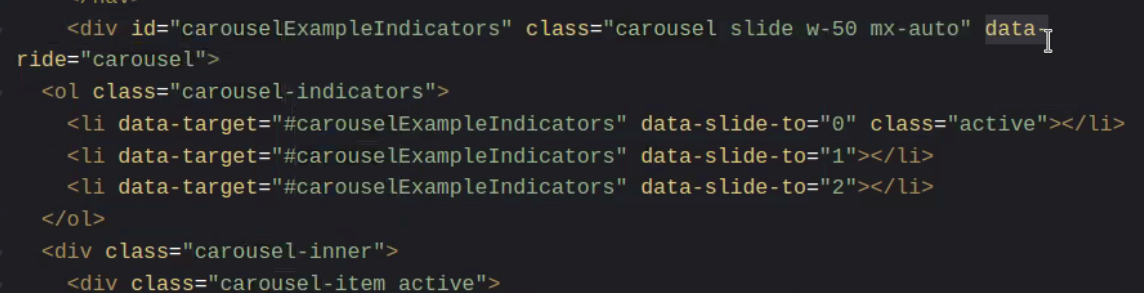 </nav>
<div id="carouselExampleIndicators" class="carousel slide w-50 mx-auto" data-
ride="carousel">
<ol class="carousel-indicators">
<li data-target="#carouselExampleIndicators" data-slide-to="0" class="active"></li>
<li data-target="#carouselExampleIndicators" data-slide-to="1"></li>
<li data-target="#carouselExampleIndicators" data-slide-to="2"></li>
</ol>
<div class="carousel-inner">
<div class="carousel-item active">